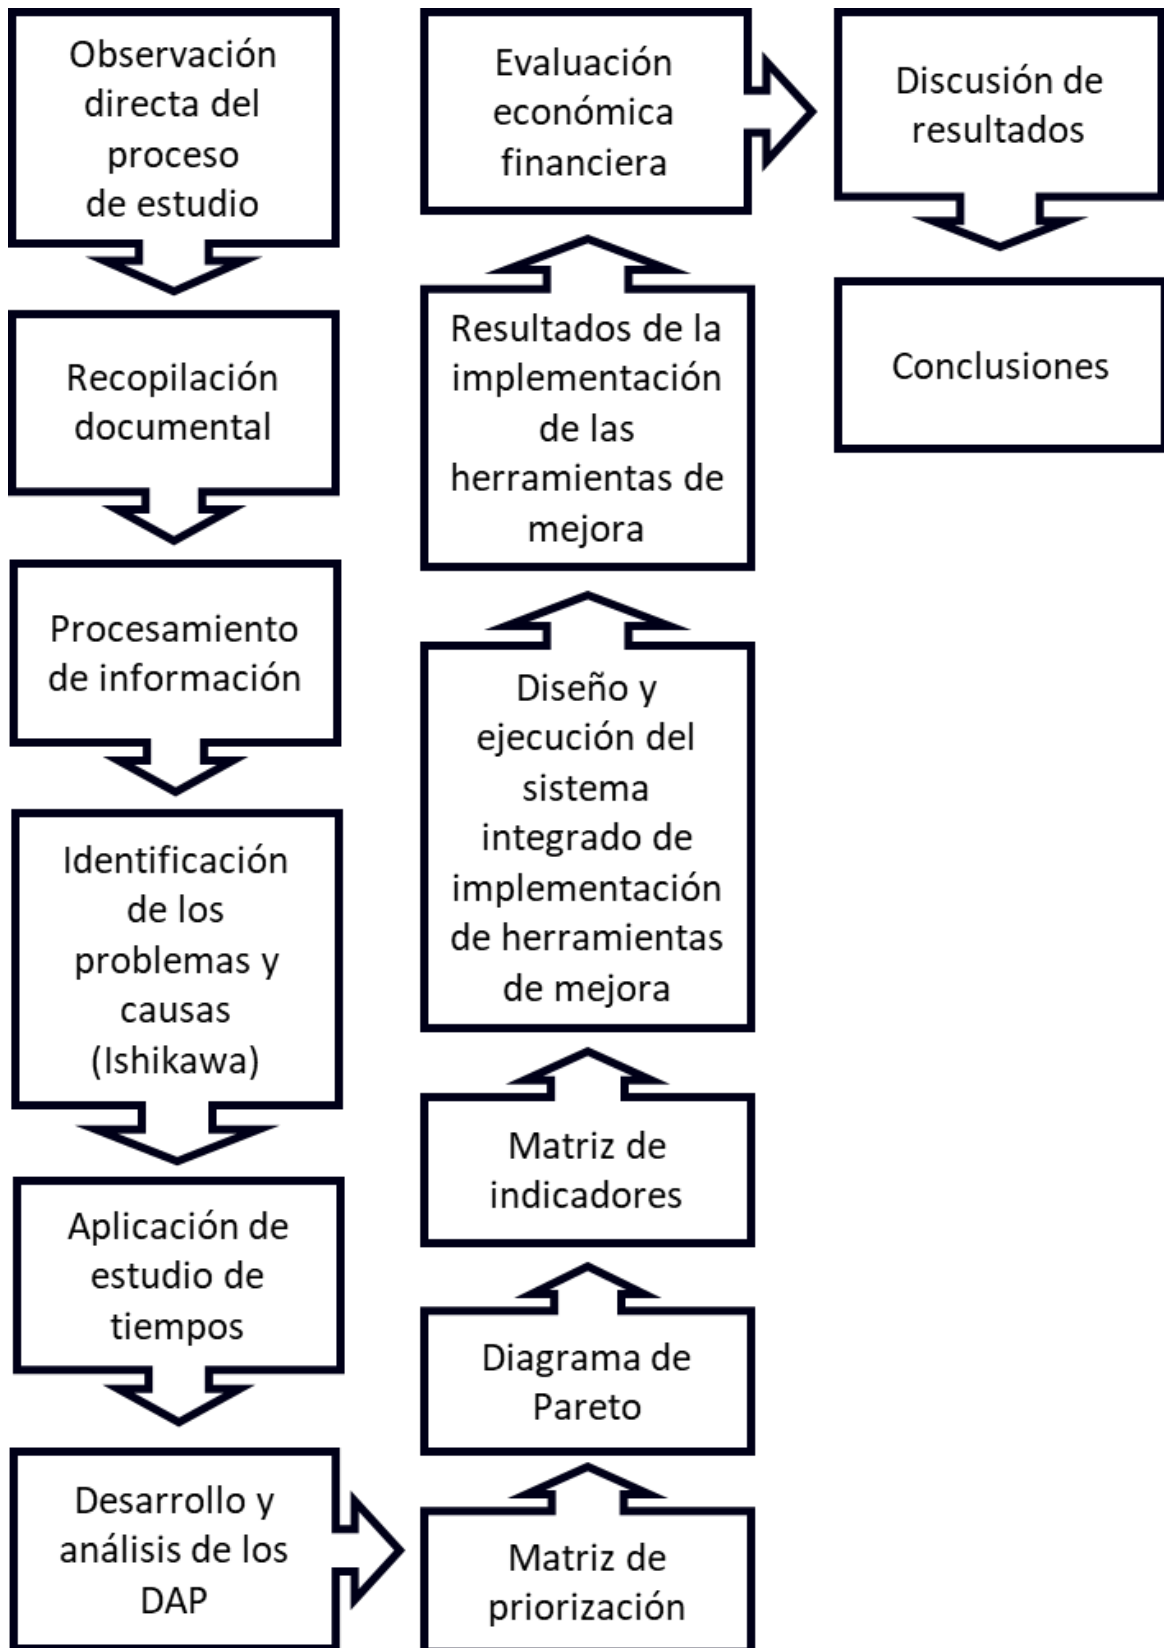 Observación
directa del
proceso
de estudio
Recopilación
documental
Procesamiento
de información
Identificación
de los
problemas y
causas
(Ishikawa)
Aplicación de
estudio de
tiempos
Desarrollo y
análisis de los
DAP
Matriz de
priorización
Diagrama de
Pareto
Matriz de
indicadores
Diseño y
ejecución del
sistema
integrado de
implementación
de herramientas
de mejora
Resultados de la
implementación
de las
herramientas de
mejora
Evaluación
económica
financiera
Discusión de
resultados
Conclusiones